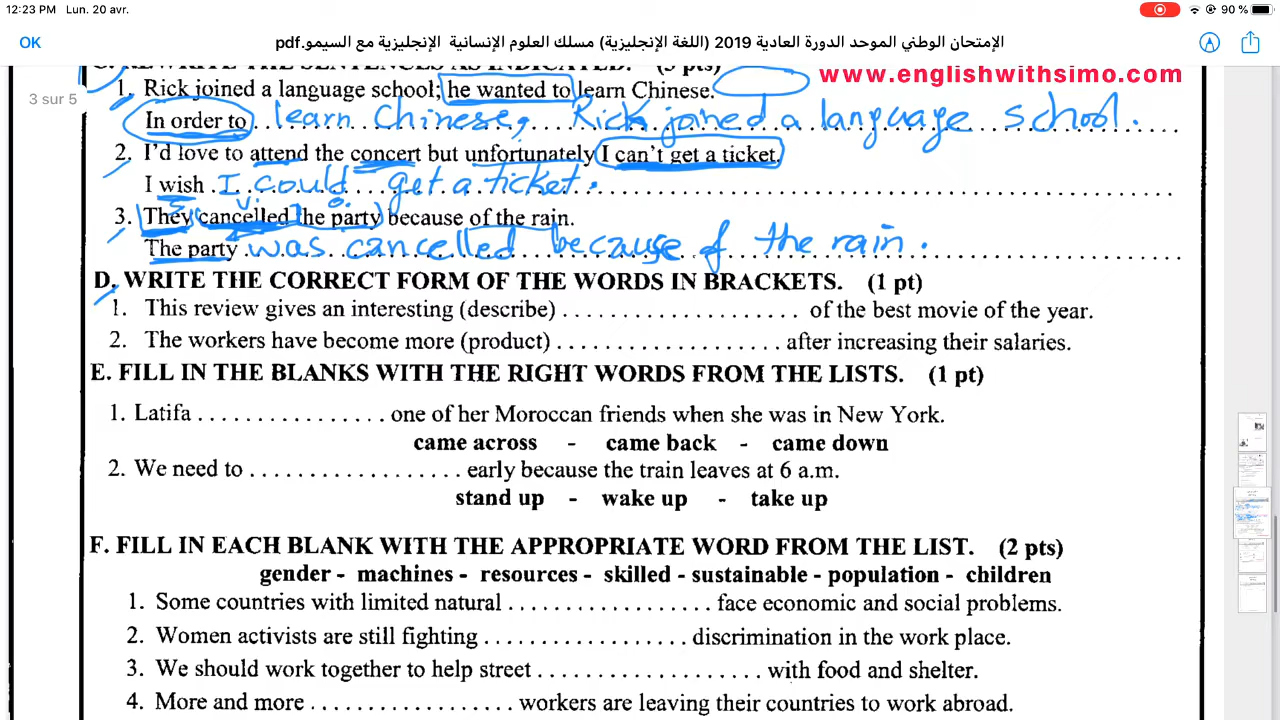 12:23 PM Lun. 20 avr.
90 %
OK
الإمتحان الوطني الموحد الدورة العادية 2019 (اللغة الإنجليزية) مسلك العلوم الإنسانية الإنجليزية مع السيمو.pdf
www.englishwithsimo.com
3 sur 5
C. REWRITE THE SENTENCES AS INDICATED. (3 pts)
1. Rick joined a language school; he wanted to learn Chinese.
In order to learn Chinese, Rick joined a language school.
2. I'd love to attend the concert but unfortunately I can't get a ticket.
I wish I could get a ticket.
S V. O.
3. They cancelled the party because of the rain.
The party was cancelled because of the rain.
D. WRITE THE CORRECT FORM OF THE WORDS IN BRACKETS. (1 pt)
1. This review gives an interesting (describe) . . . . . . . . . . . . . . . . . . . . of the best movie of the year.
2. The workers have become more (product) . . . . . . . . . . . . . . . . . . . after increasing their salaries.
E. FILL IN THE BLANKS WITH THE RIGHT WORDS FROM THE LISTS. (1 pt)
1. Latifa . . . . . . . . . . . . . . . . one of her Moroccan friends when she was in New York.
came across - came back - came down
2. We need to . . . . . . . . . . . . . . . . . . early because the train leaves at 6 a.m.
stand up - wake up - take up
F. FILL IN EACH BLANK WITH THE APPROPRIATE WORD FROM THE LIST. (2 pts)
gender - machines - resources - skilled - sustainable - population - children
1. Some countries with limited natural . . . . . . . . . . . . . . . . . face economic and social problems.
2. Women activists are still fighting . . . . . . . . . . . . . . . . . discrimination in the work place.
3. We should work together to help street . . . . . . . . . . . . . . . . . . . with food and shelter.
4. More and more . . . . . . . . . . . . . . . . . workers are leaving their countries to work abroad.